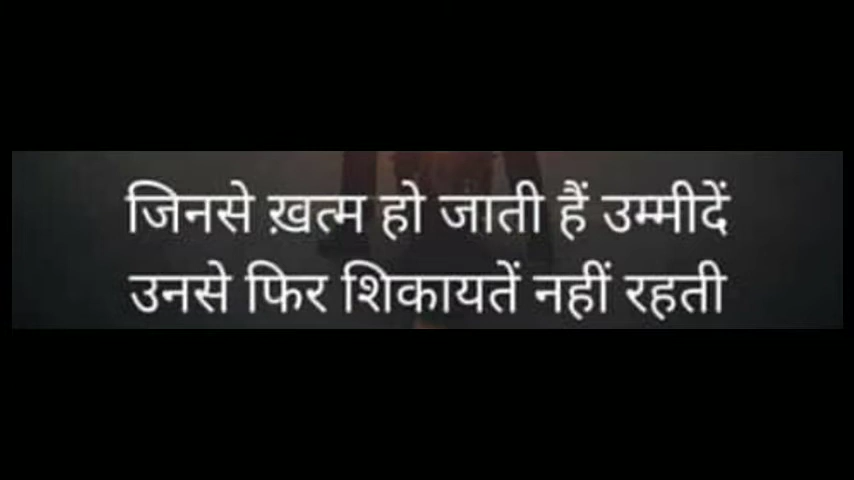 जिनसे ख़त्म हो जाती हैं उम्मीदें
उनसे फिर शिकायतें नहीं रहती